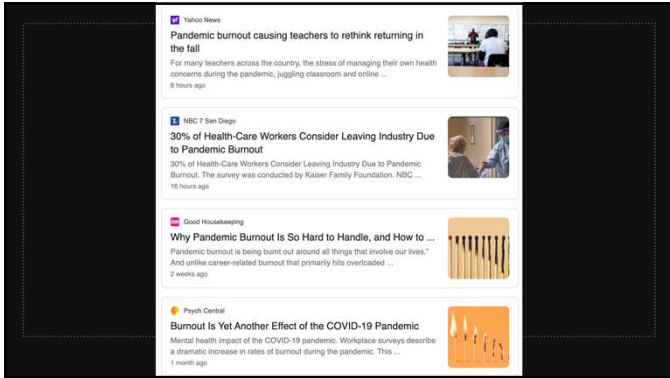 Yahoo News
Pandemic burnout causing teachers to rethink returning in
the fall
For many teachers across the country, the stress of managing their own health
concerns during the pandemic, juggling classroom and online ...
8 hours ago
NBC 7 San Diego
30% of Health-Care Workers Consider Leaving Industry Due
to Pandemic Burnout
30% of Health-Care Workers Consider Leaving Industry Due to Pandemic
Burnout. The survey was conducted by Kaiser Family Foundation. NBC ...
16 hours ago
Good Housekeeping
Why Pandemic Burnout Is So Hard to Handle, and How to ...
Pandemic burnout is being burnt out around all things that involve our lives."
And unlike career-related burnout that primarily hits overloaded ...
2 weeks ago
Psych Central
Burnout Is Yet Another Effect of the COVID-19 Pandemic
Mental health impact of the COVID-19 pandemic. Workplace surveys describe
a dramatic increase in rates of burnout during the pandemic. This ...
1 month ago